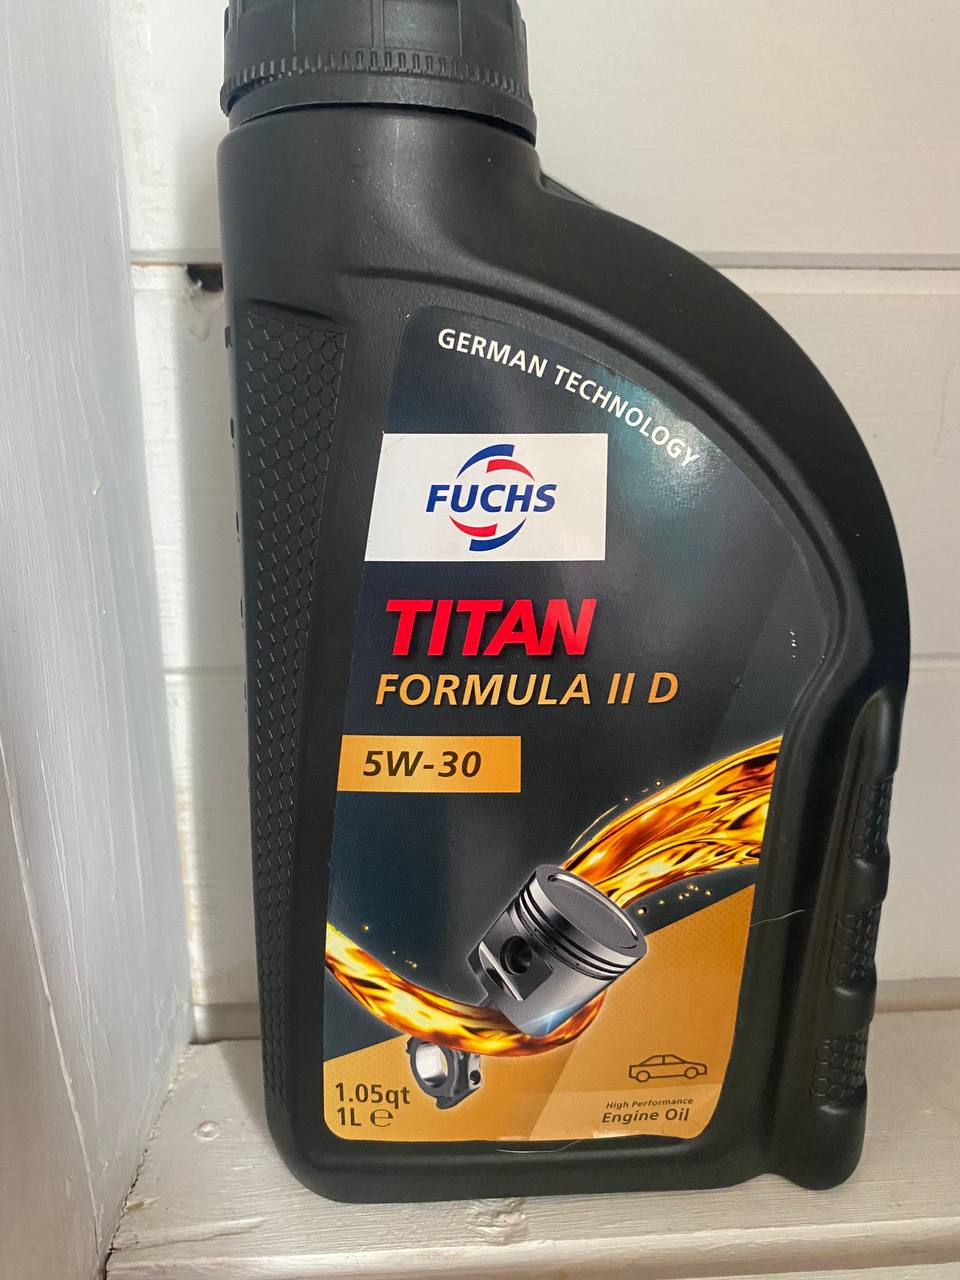 GERMAN TECHNOLOGY
FUCHS
TITAN
FORMULA II D
5W-30
1.05qt
1L ℮
High Performance
Engine Oil